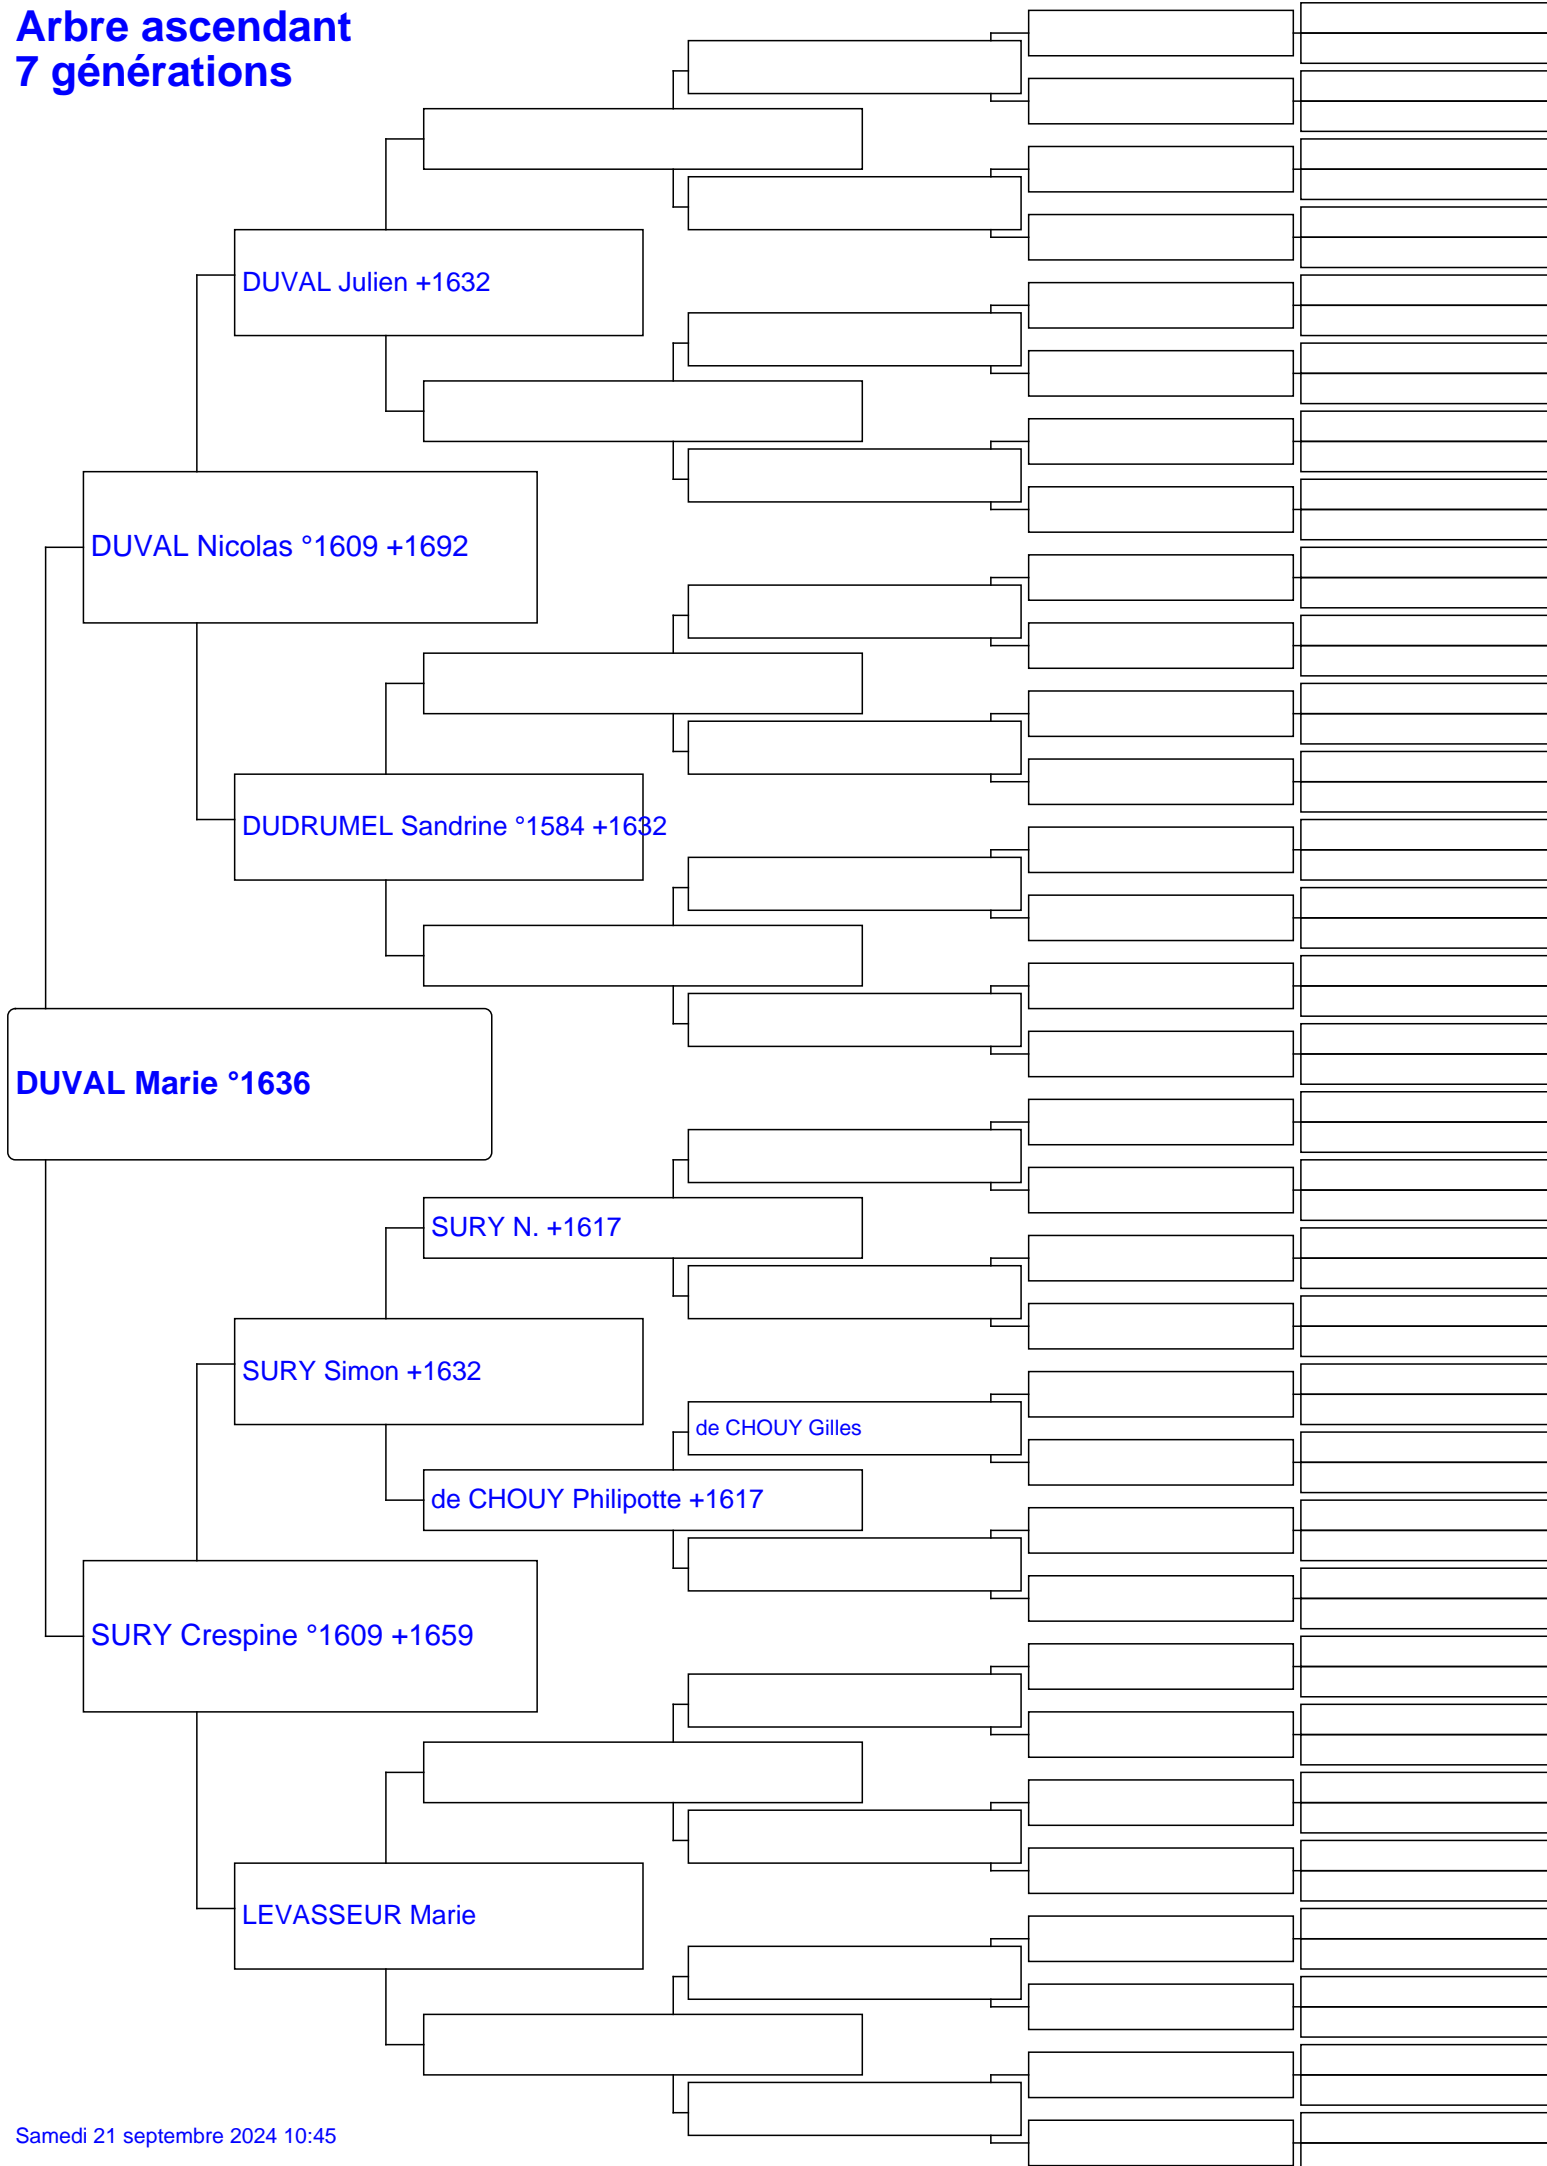 Arbre ascendant
7 générations
DUVAL Julien +1632
DUVAL Nicolas °1609 +1692
DUDRUMEL Sandrine °1584 +1632
DUVAL Marie °1636
SURY N. +1617
SURY Simon +1632
de CHOUY Gilles
de CHOUY Philipotte +1617
SURY Crespine °1609 +1659
LEVASSEUR Marie
Samedi 21 septembre 2024 10:45